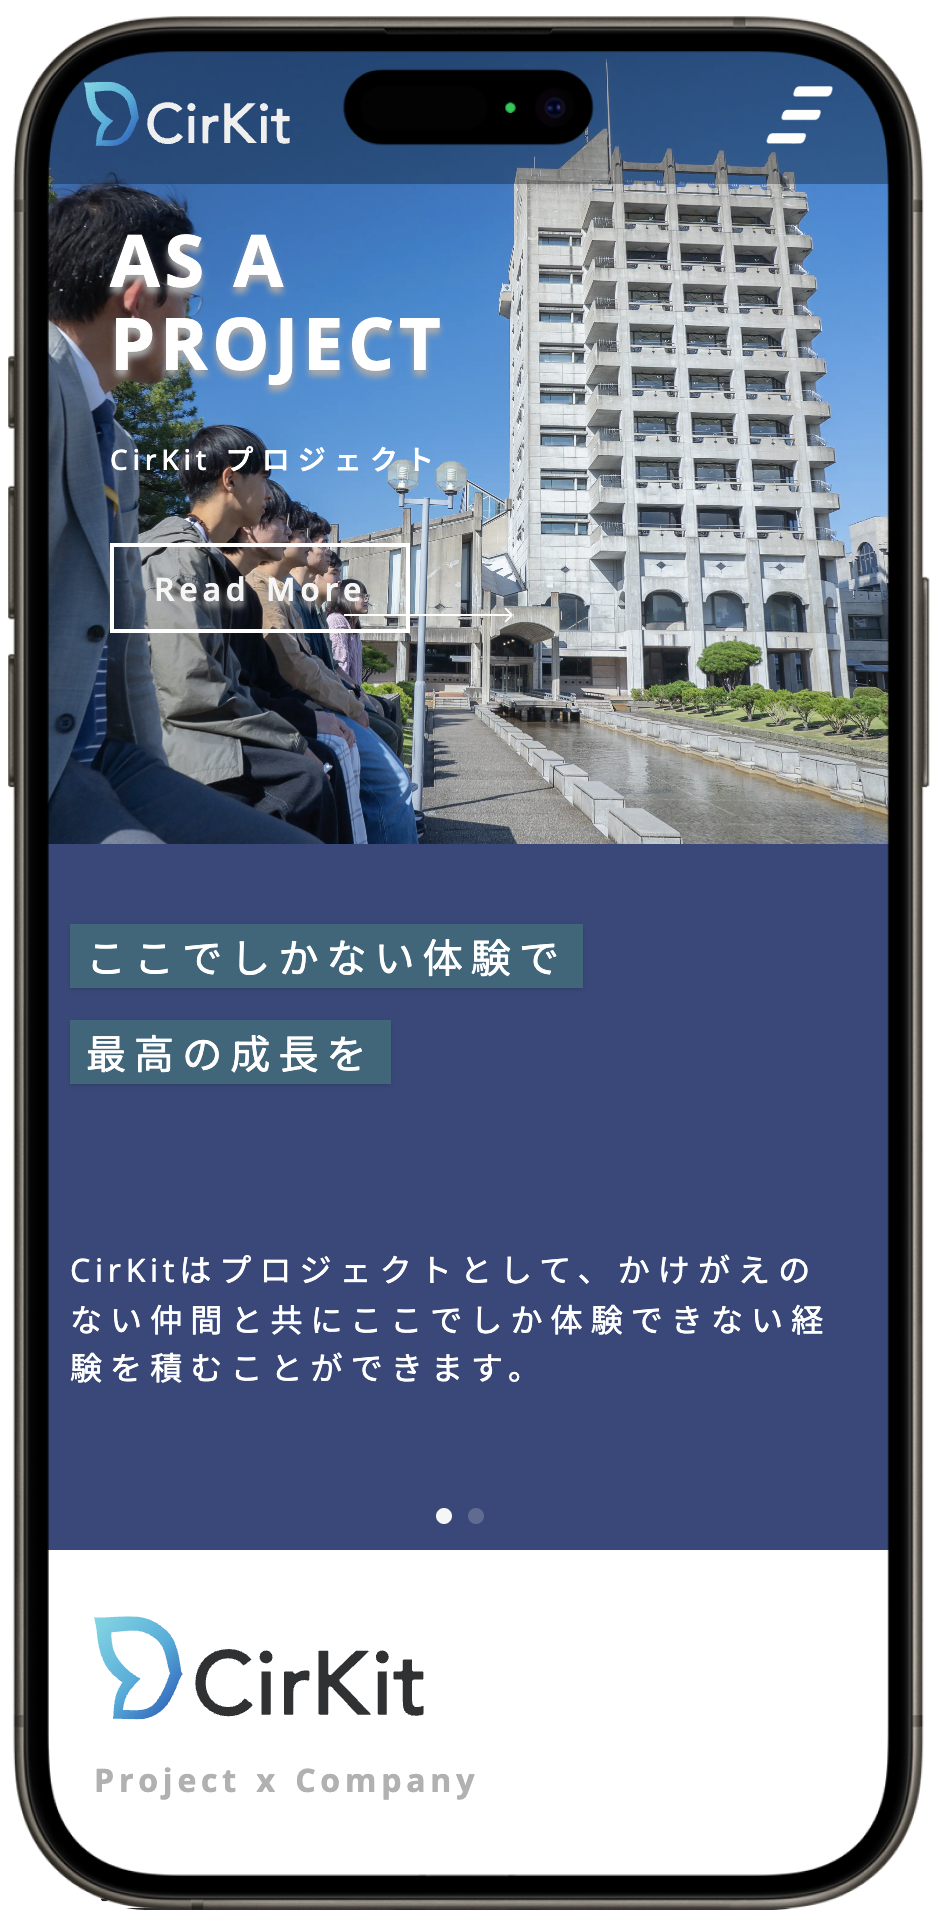 CirKit
AS A
PROJECT
CirKit プロジェクト
Read More
ここでしかない体験で
最高の成長を
CirKitはプロジェクトとして、かけがえの
ない仲間と共にここでしか体験できない経
験を積むことができます。
CirKit
Project x Company